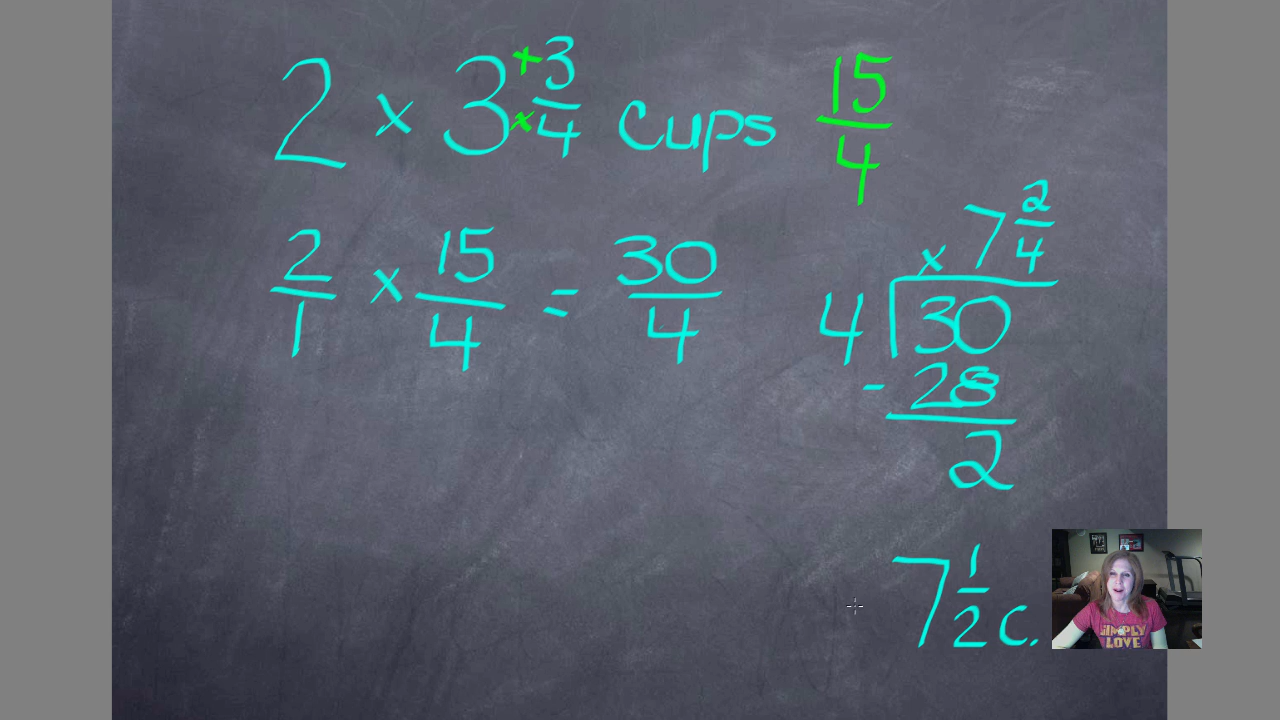 2 x 3 + x 3/4 cups 15/4
2/1 x 15/4 = 30/4
x 7 2/4
4 30
- 28
2
7 1/2 c.
SIMPLY
LOVE